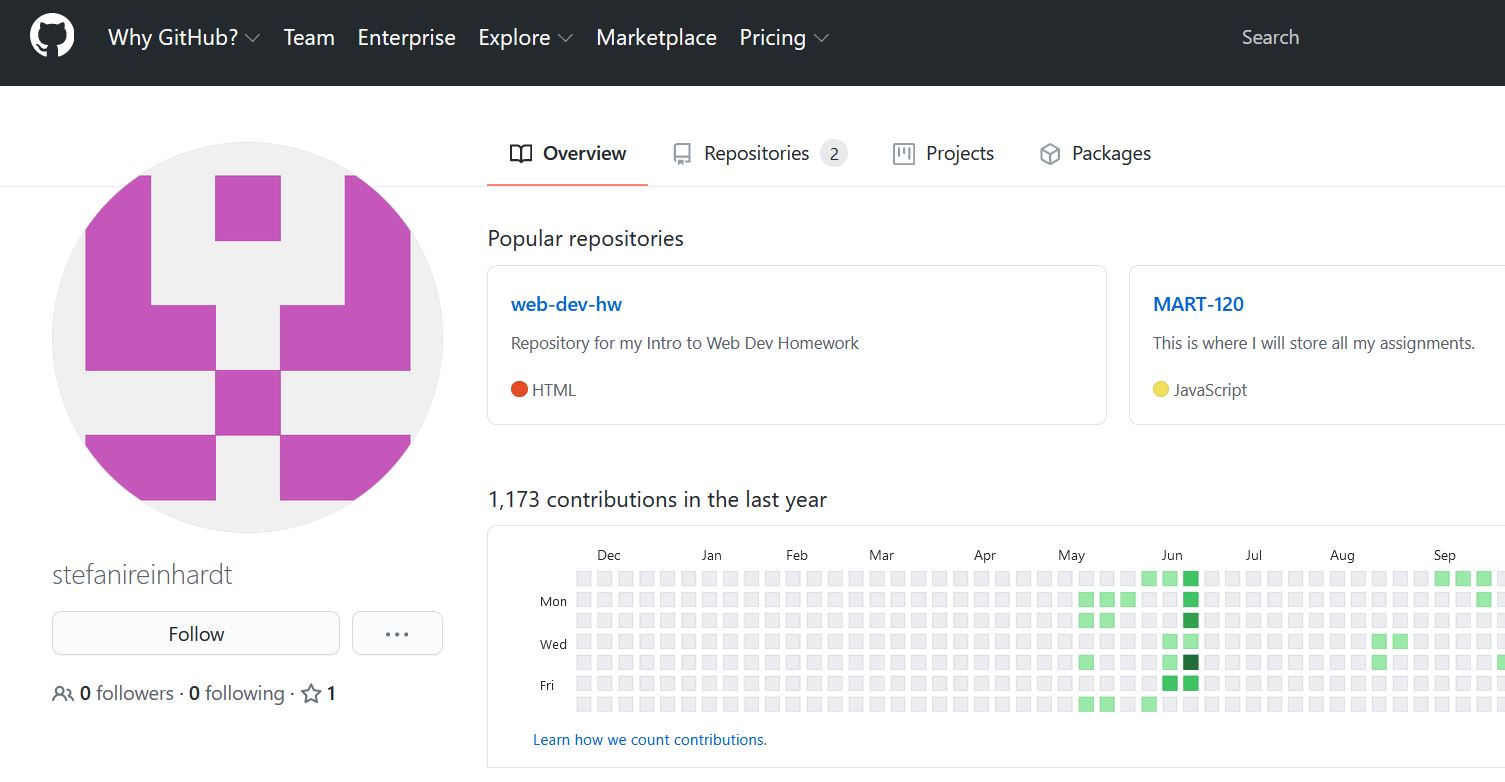 Why GitHub? Team Enterprise Explore Marketplace Pricing Search
Overview Repositories 2 Projects Packages
Popular repositories
web-dev-hw
Repository for my Intro to Web Dev Homework
HTML
MART-120
This is where I will store all my assignments.
JavaScript
1,173 contributions in the last year
Dec Jan Feb Mar Apr May Jun Jul Aug Sep
Mon
Wed
Fri
Learn how we count contributions.
stefanireinhardt
Follow
...
0 followers · 0 following · 1